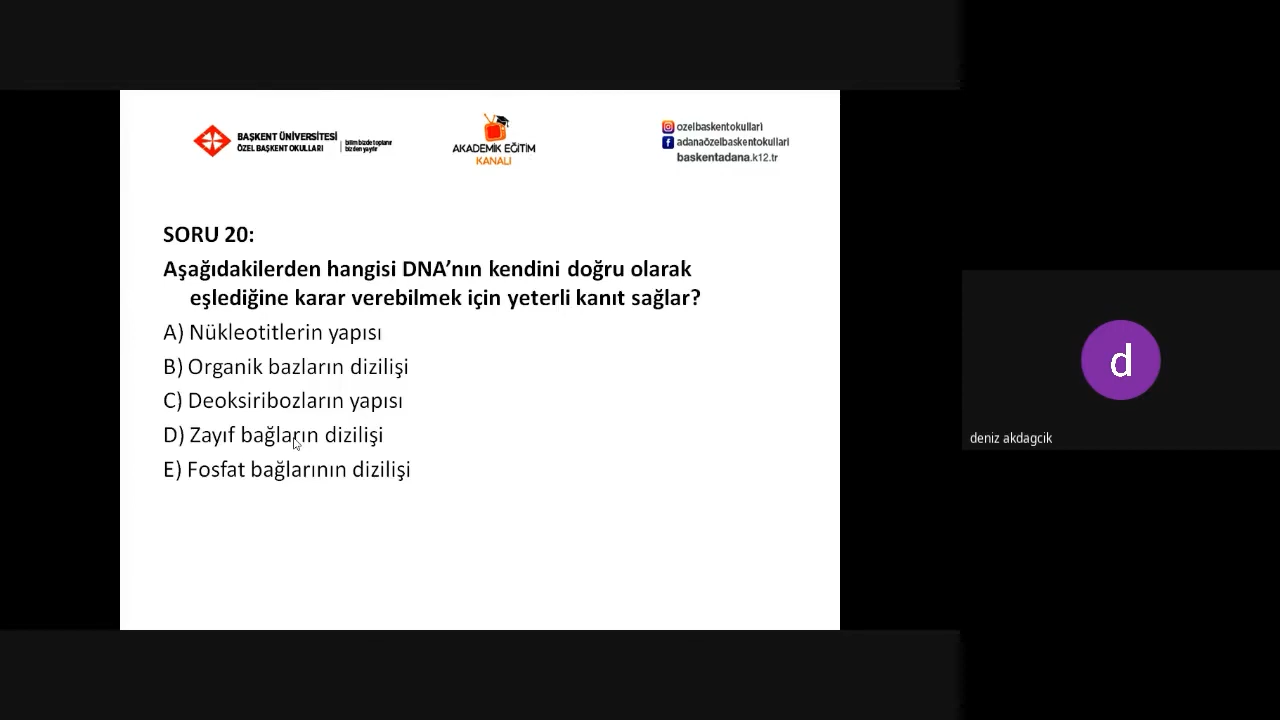 BAŞKENT ÜNİVERSİTESİ
ÖZEL BAŞKENT OKULLARI
bilim bizde toplanır
bizden yayılır
AKADEMİK EĞİTİM
KANALI
ozelbaskentokullari
adanaözelbaskentokullari
baskentadana.k12.tr
SORU 20:
Aşağıdakilerden hangisi DNA’nın kendini doğru olarak
eşlediğine karar verebilmek için yeterli kanıt sağlar?
A) Nükleotitlerin yapısı
B) Organik bazların dizilişi
C) Deoksiribozların yapısı
D) Zayıf bağların dizilişi
E) Fosfat bağlarının dizilişi
d
deniz akdagcik